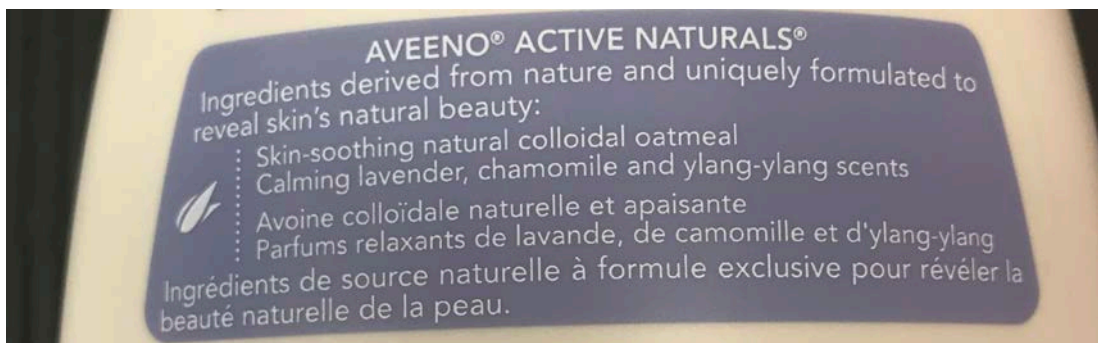 AVEENO® ACTIVE NATURALS®
Ingredients derived from nature and uniquely formulated to
reveal skin's natural beauty:
Skin-soothing natural colloidal oatmeal
Calming lavender, chamomile and ylang-ylang scents
Avoine colloïdale naturelle et apaisante
Parfums relaxants de lavande, de camomille et d'ylang-ylang
Ingrédients de source naturelle à formule exclusive pour révéler la
beauté naturelle de la peau.